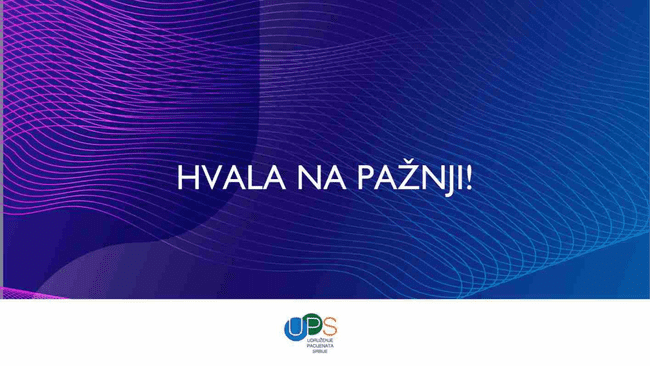 HVALA NA PAŽNJI!
UPS
UDRUŽENJE
PACIJENATA
SRBIJE